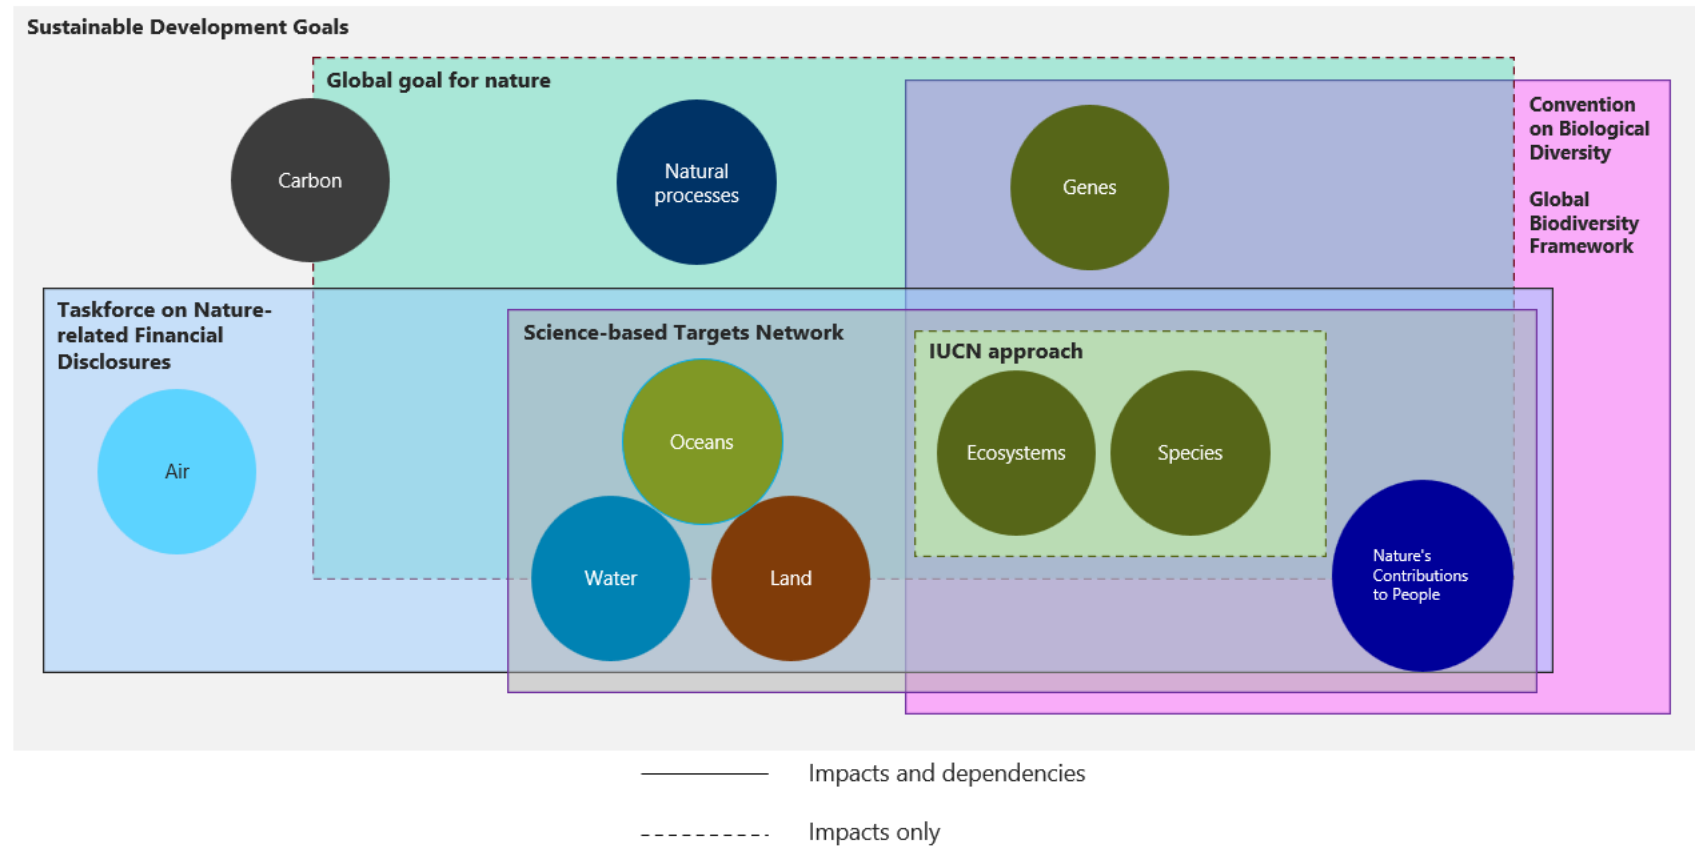 Sustainable Development Goals
Global goal for nature
Convention
on Biological
Diversity
Global
Biodiversity
Framework
Carbon
Natural
processes
Genes
Taskforce on Nature-
related Financial
Disclosures
Science-based Targets Network
IUCN approach
Oceans
Ecosystems
Species
Air
Water
Land
Nature's
Contributions
to People
Impacts and dependencies
Impacts only